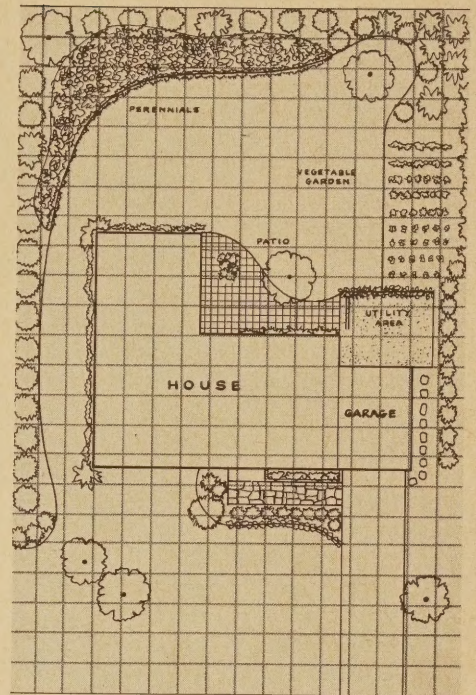 PERENNIALS
VEGETABLE
GARDEN
PATIO
UTILITY
AREA
HOUSE
GARAGE